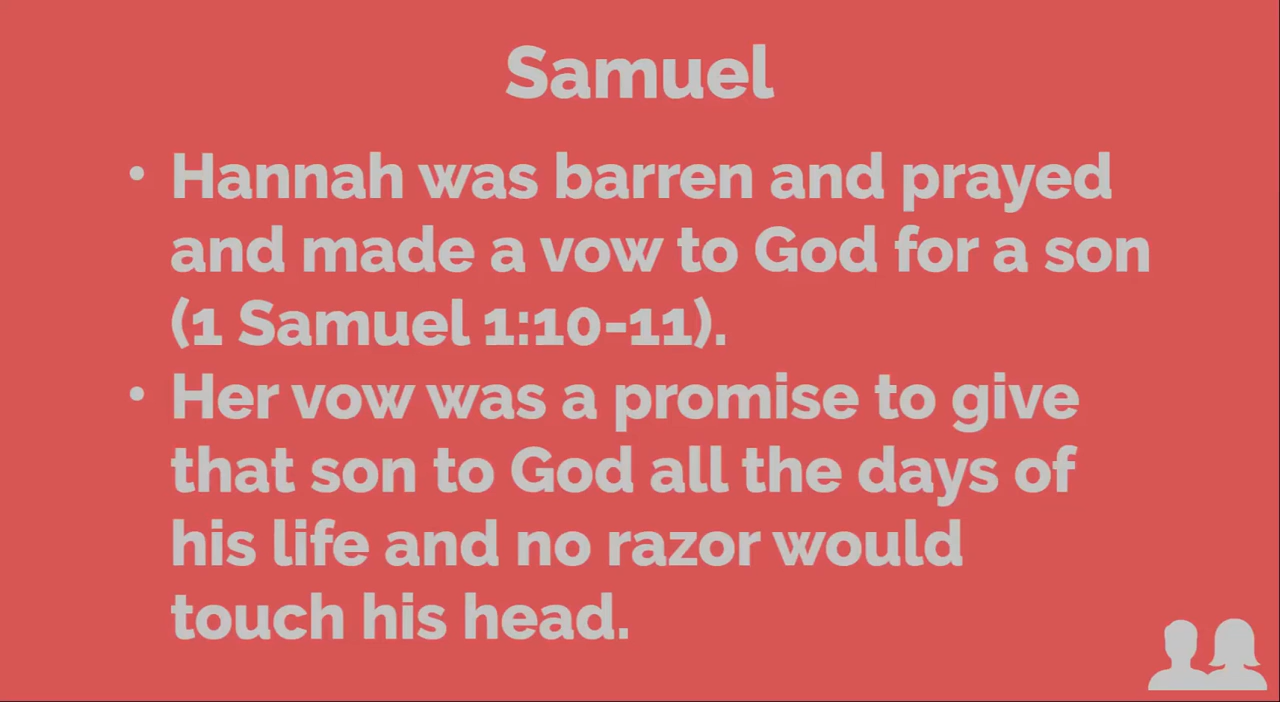 Samuel
• Hannah was barren and prayed
and made a vow to God for a son
(1 Samuel 1:10-11).
• Her vow was a promise to give
that son to God all the days of
his life and no razor would
touch his head.